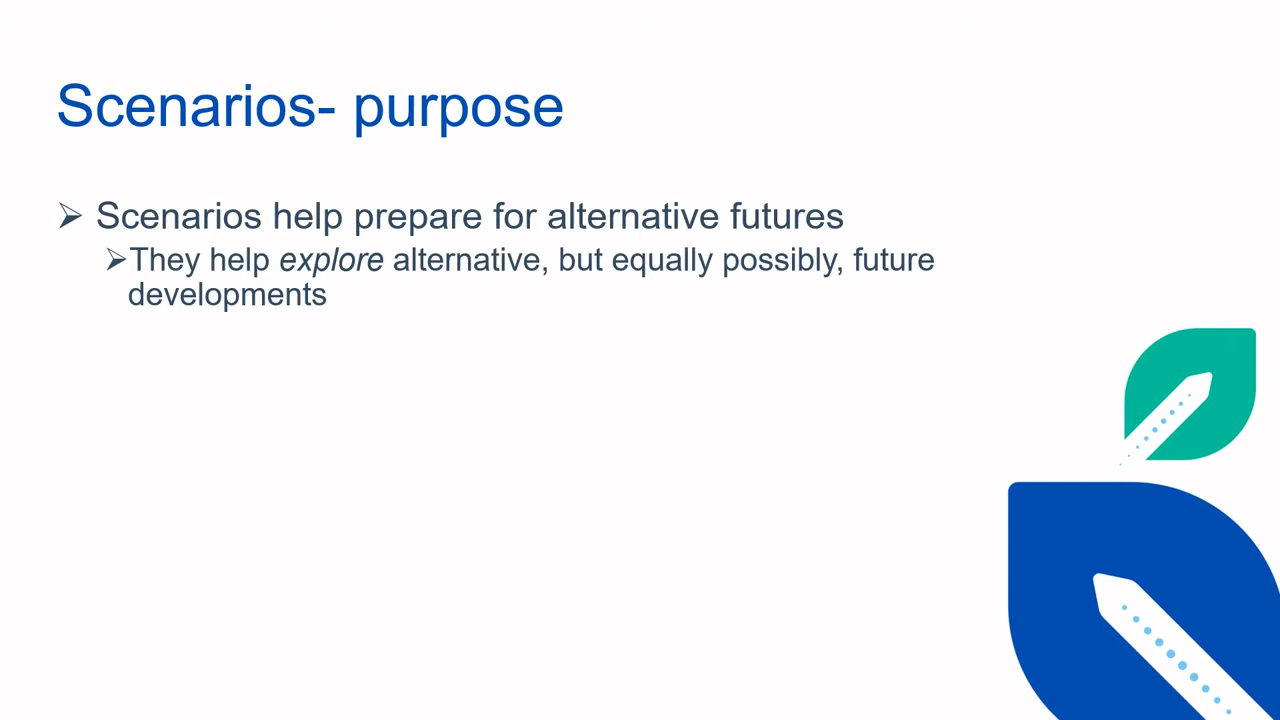 Scenarios- purpose
➢ Scenarios help prepare for alternative futures
➢They help explore alternative, but equally possibly, future
developments